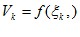 V_k = f(ξ_k,)